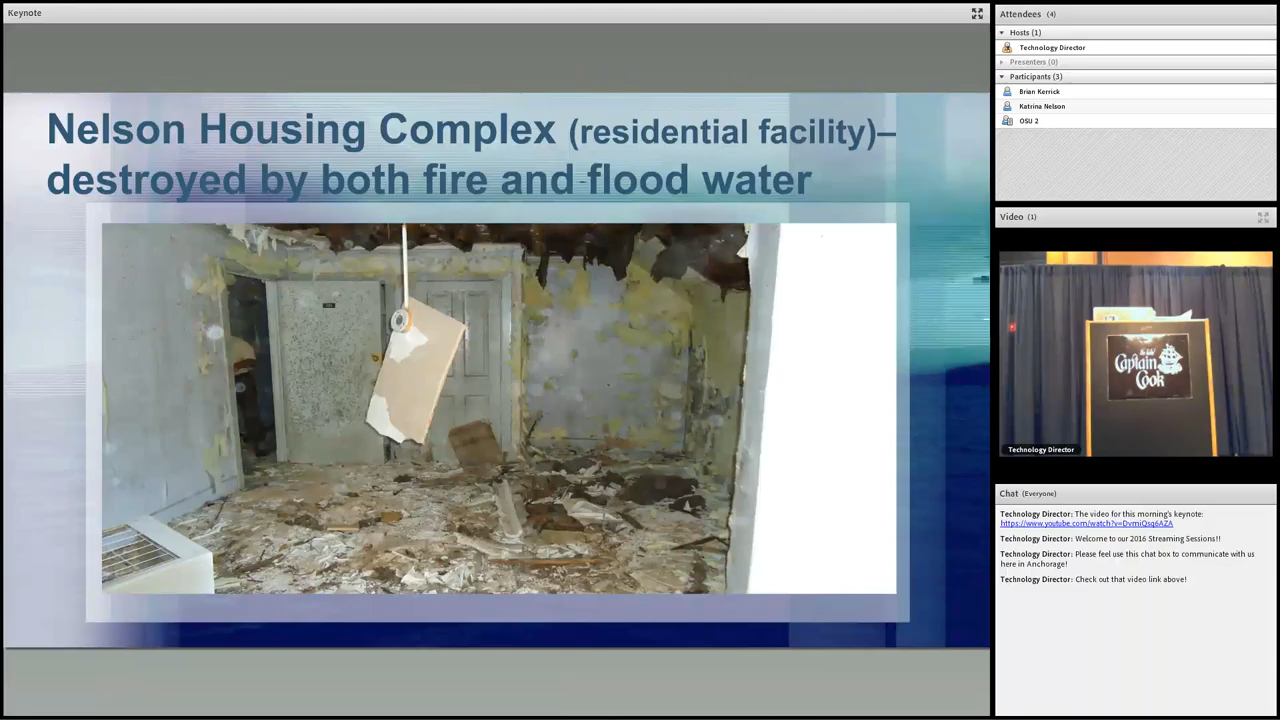 Keynote
Nelson Housing Complex (residential facility)–
destroyed by both fire and flood water
Attendees (4)
Hosts (1)
Technology Director
Presenters (0)
Participants (3)
Brian Kerrick
Katrina Nelson
OSU 2
Video (1)
the hotel
Captain
Cook
Technology Director
Chat (Everyone)
Technology Director: The video for this morning's keynote:
https://www.youtube.com/watch?v=DvmiQsq6AZA
Technology Director: Welcome to our 2016 Streaming Sessions!!
Technology Director: Please feel use this chat box to communicate with us
here in Anchorage!
Technology Director: Check out that video link above!